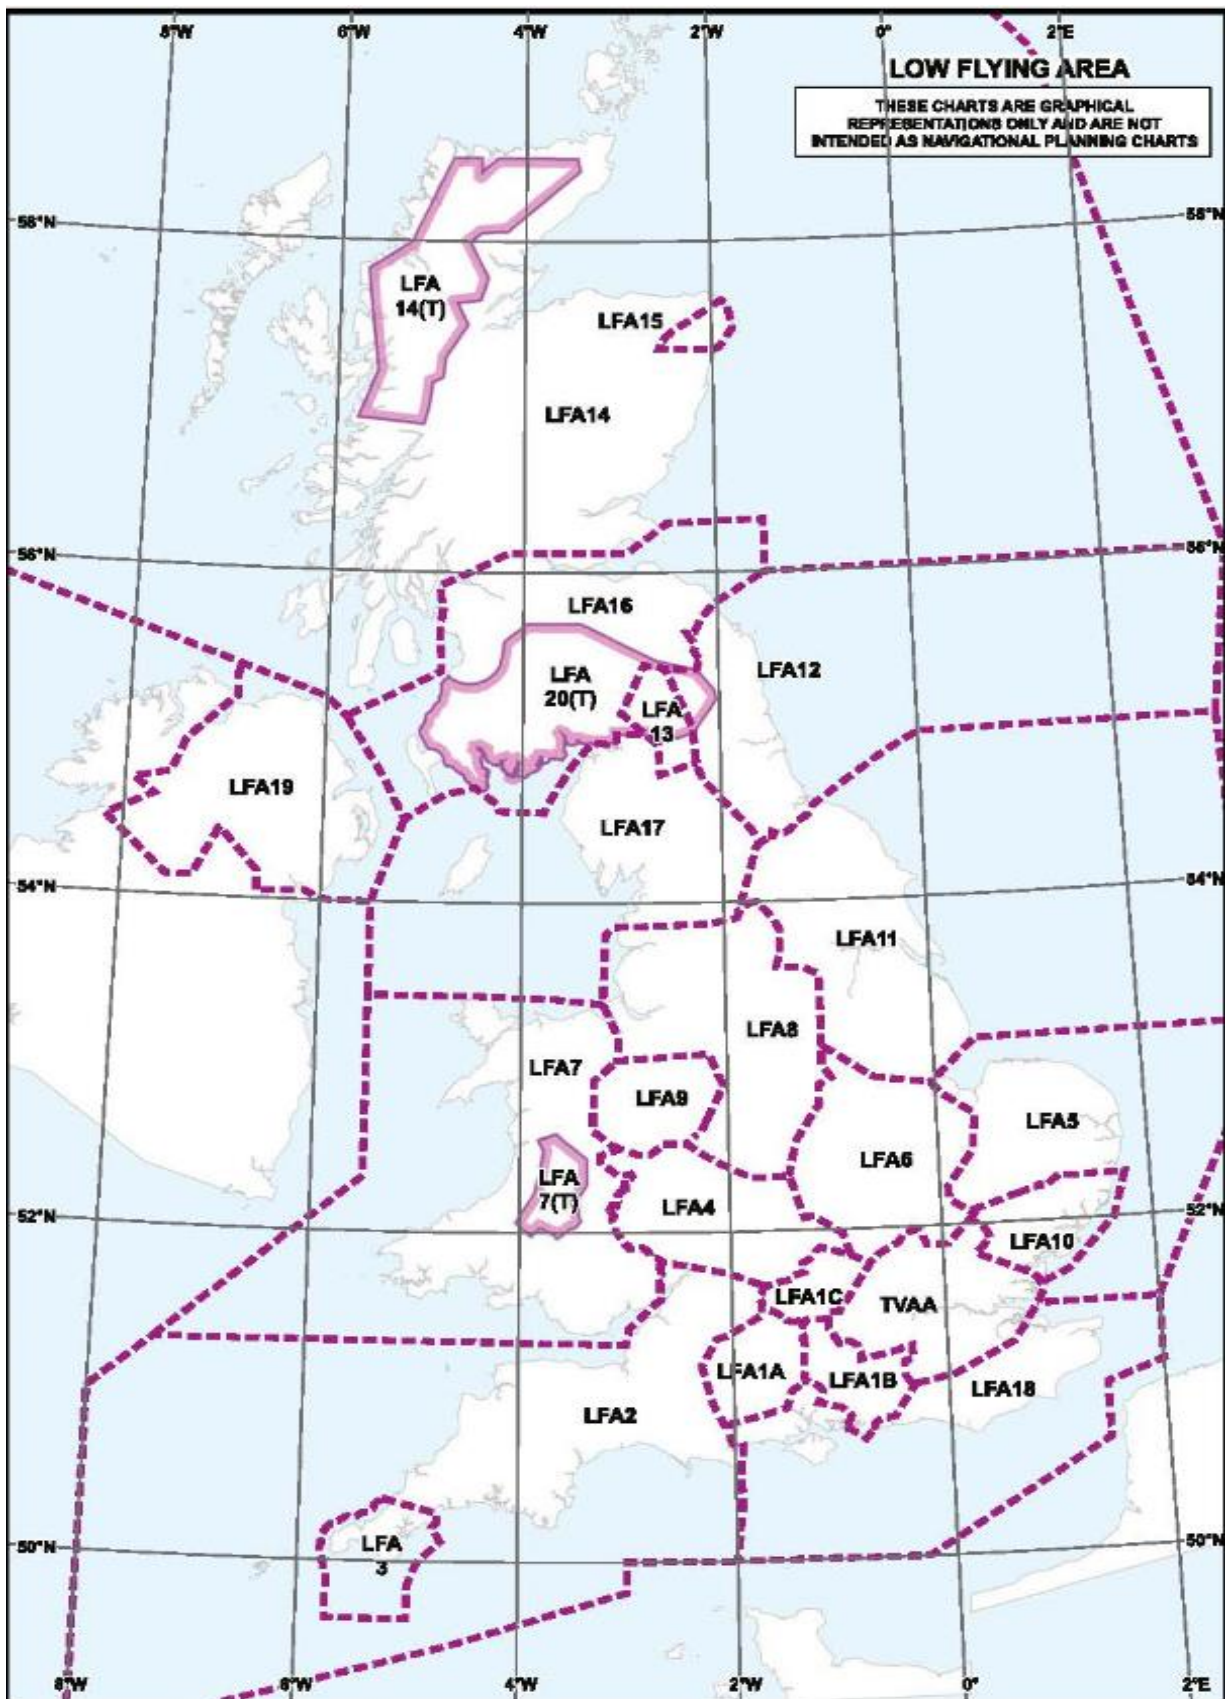 8°W
6°W
4°W
2°W
0°
2°E
LOW FLYING AREA
THESE CHARTS ARE GRAPHICAL
REPRESENTATIONS ONLY AND ARE NOT
INTENDED AS NAVIGATIONAL PLANNING CHARTS
58°N
58°N
LFA
14(T)
LFA15
LFA14
56°N
56°N
LFA16
LFA12
LFA
20(T)
LFA
13
LFA19
LFA17
54°N
54°N
LFA11
LFA8
LFA7
LFA9
LFA5
LFA6
LFA
7(T)
LFA4
52°N
52°N
LFA10
LFA1C
TVAA
LFA1A
LFA1B
LFA18
LFA2
50°N
50°N
LFA
3
8°W
6°W
4°W
2°W
0°
2°E